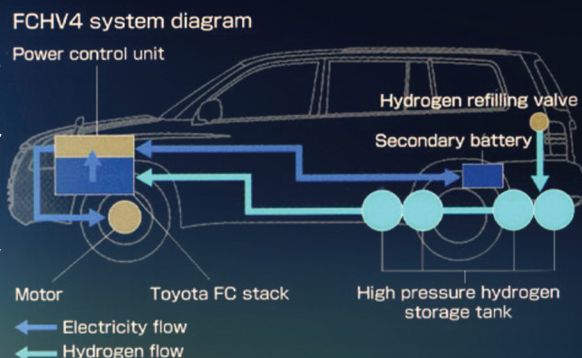 FCHV4 system diagram
Power control unit
Hydrogen refilling valve
Secondary battery
Motor
Toyota FC stack
High pressure hydrogen
storage tank
Electricity flow
Hydrogen flow